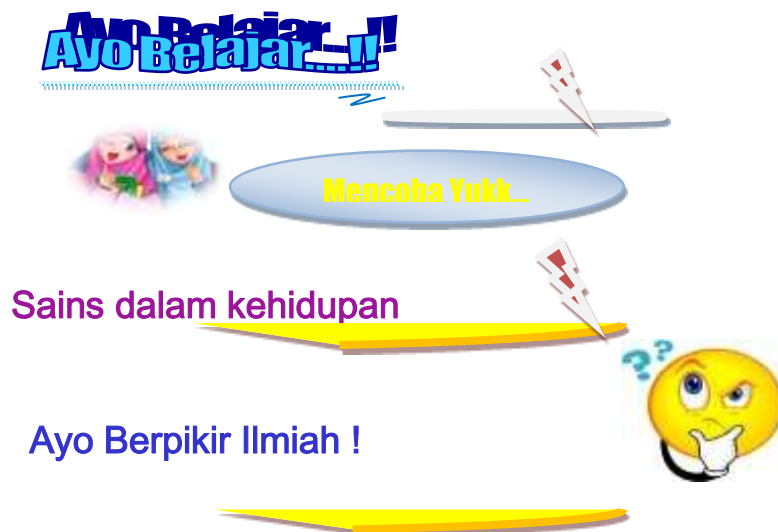 Ayo Belajar....!!
Mencoba Yukk...
Sains dalam kehidupan
Ayo Berpikir Ilmiah !
??